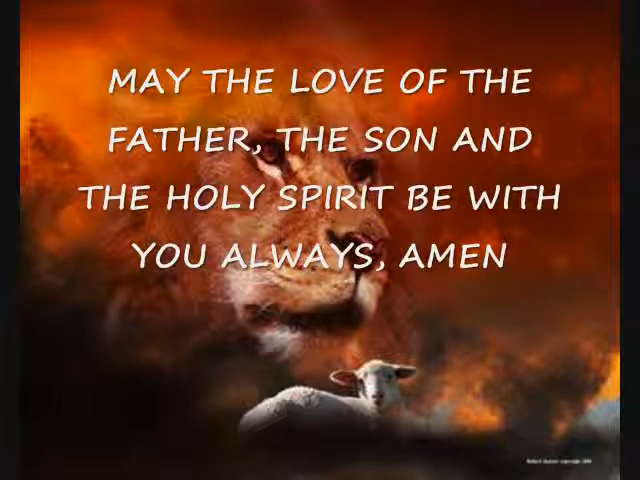 MAY THE LOVE OF THE
FATHER, THE SON AND
THE HOLY SPIRIT BE WITH
YOU ALWAYS, AMEN